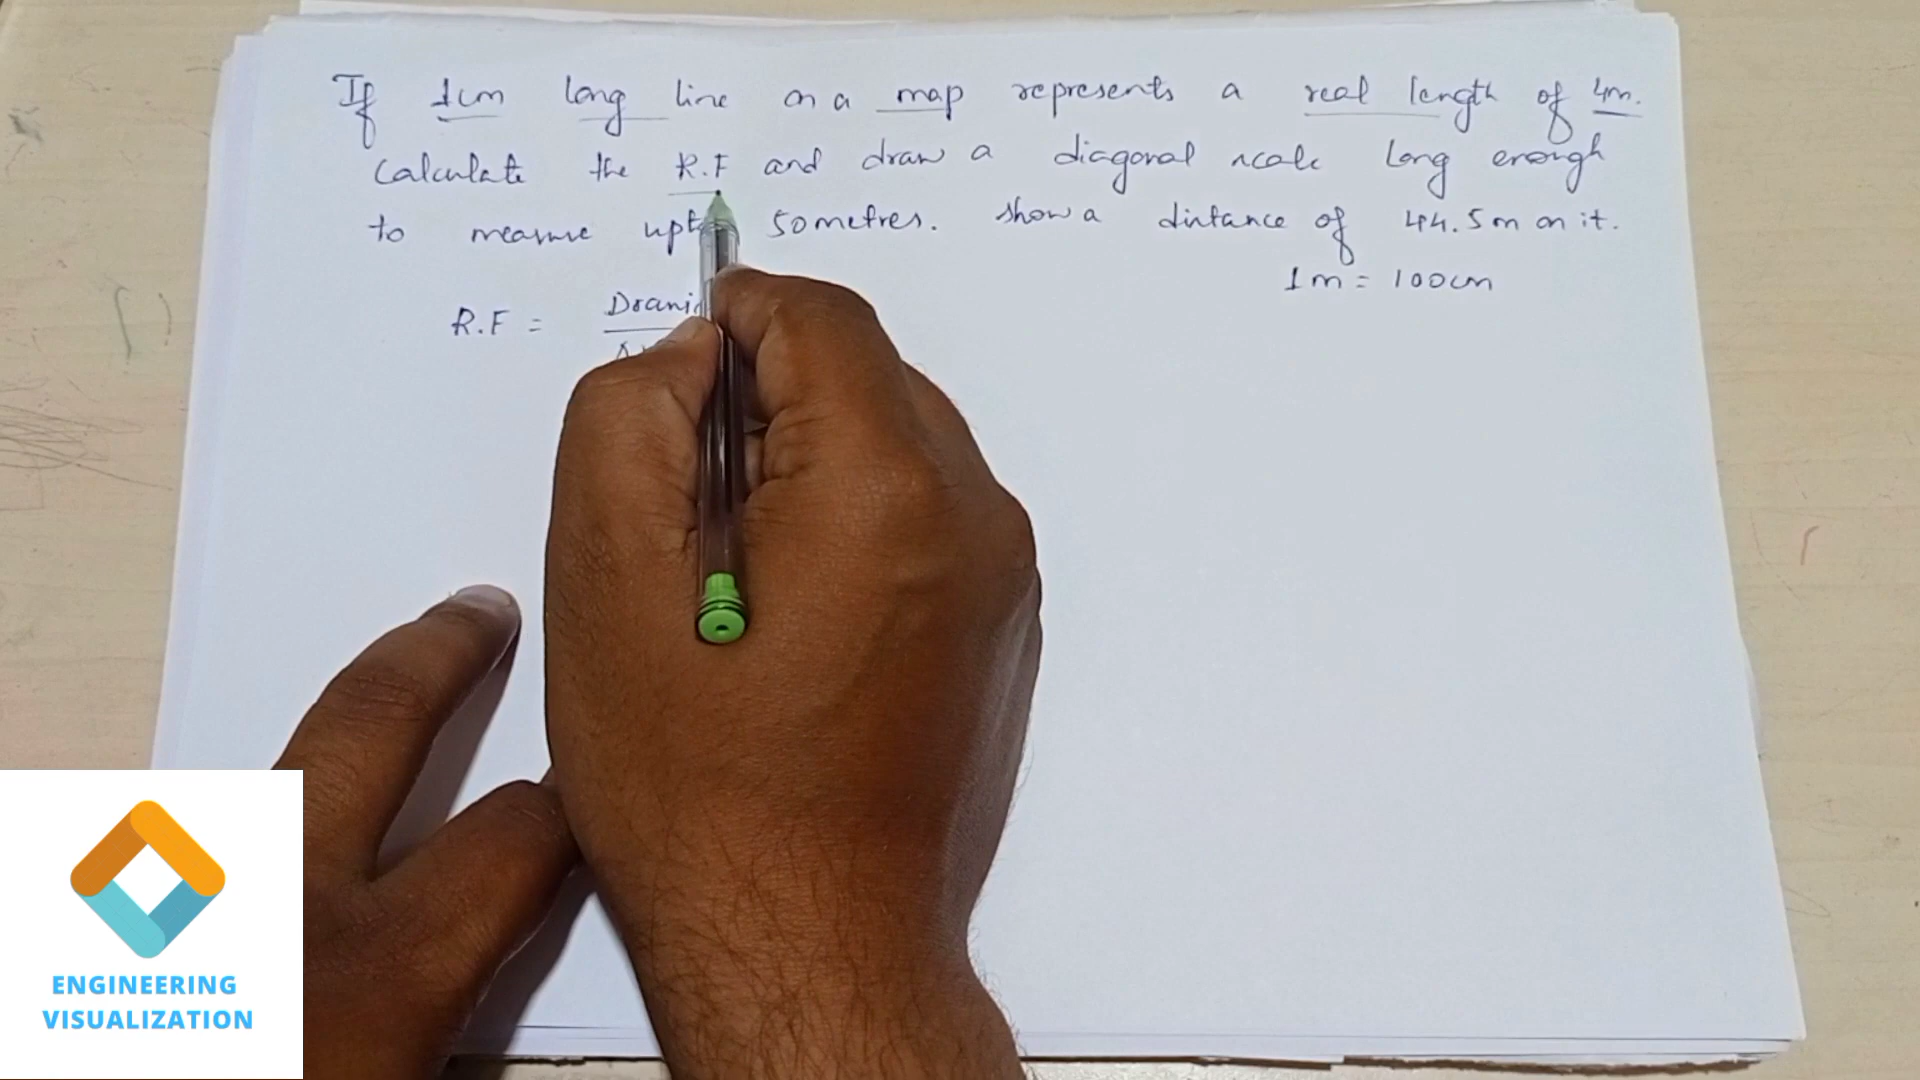 If 1cm long line on a map represents a real length of 4m.
Calculate the R.F and draw a diagonal scale long enough
to measure 50metres. show a distance of 44.5m on it.
1m = 100cm
R.F =
ENGINEERING
VISUALIZATION